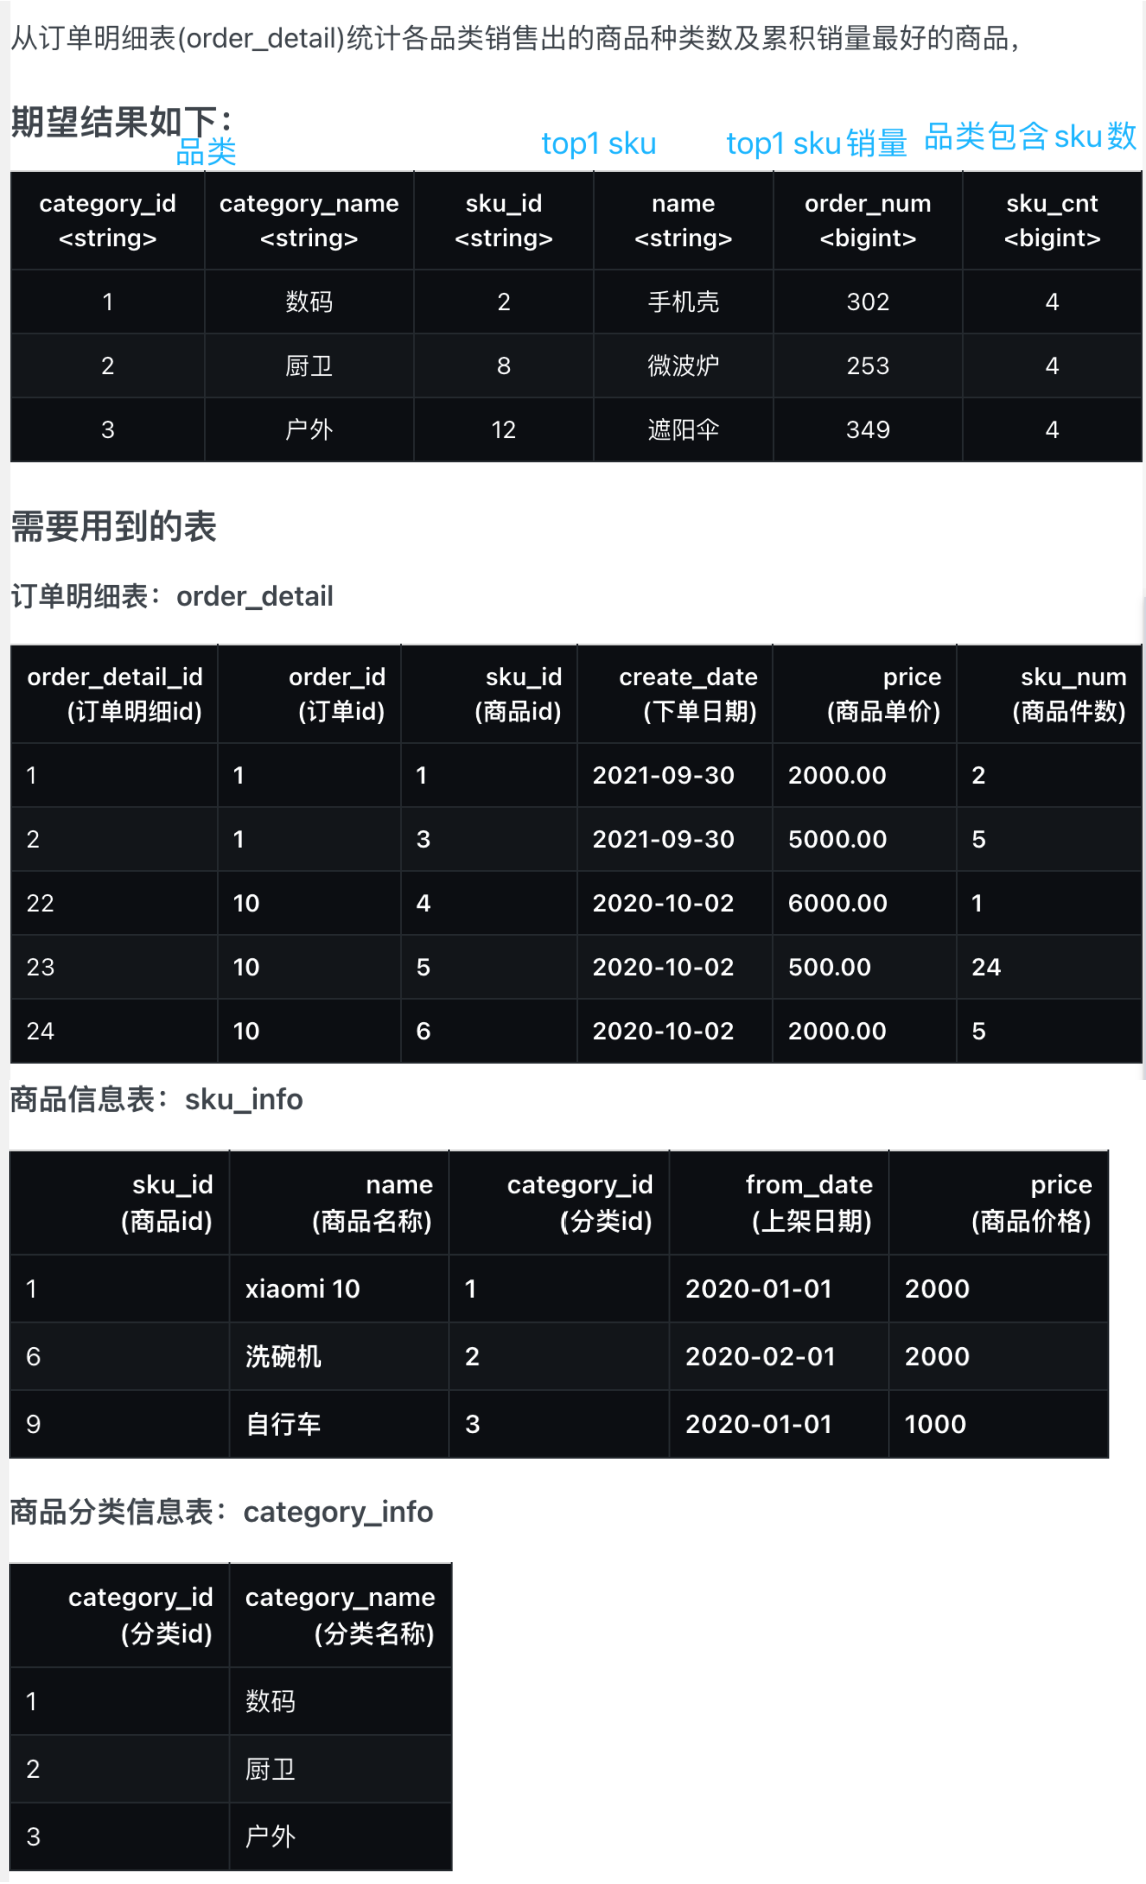 从订单明细表(order_detail)统计各品类销售出的商品种类数及累积销量最好的商品,
期望结果如下:
品类 top1 sku top1 sku 销量 品类包含 sku 数
category_id category_name sku_id name order_num sku_cnt
<string> <string> <string> <string> <bigint> <bigint>
1 数码 2 手机壳 302 4
2 厨卫 8 微波炉 253 4
3 户外 12 遮阳伞 349 4
需要用到的表
订单明细表：order_detail
order_detail_id order_id sku_id create_date price sku_num
(订单明细id) (订单id) (商品id) (下单日期) (商品单价) (商品件数)
1 1 1 2021-09-30 2000.00 2
2 1 3 2021-09-30 5000.00 5
22 10 4 2020-10-02 6000.00 1
23 10 5 2020-10-02 500.00 24
24 10 6 2020-10-02 2000.00 5
商品信息表：sku_info
sku_id name category_id from_date price
(商品id) (商品名称) (分类id) (上架日期) (商品价格)
1 xiaomi 10 1 2020-01-01 2000
6 洗碗机 2 2020-02-01 2000
9 自行车 3 2020-01-01 1000
商品分类信息表：category_info
category_id category_name
(分类id) (分类名称)
1 数码
2 厨卫
3 户外